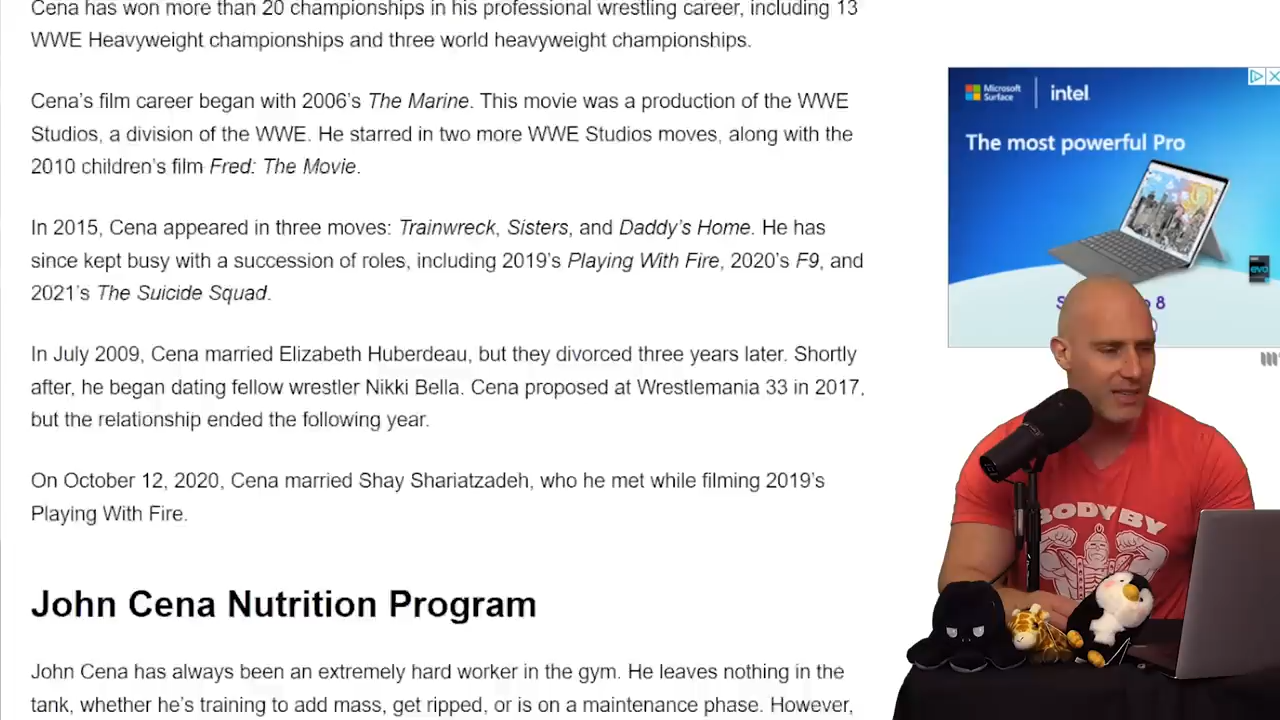 Cena has won more than 20 championships in his professional wrestling career, including 13
WWE Heavyweight championships and three world heavyweight championships.
Cena’s film career began with 2006’s The Marine. This movie was a production of the WWE
Studios, a division of the WWE. He starred in two more WWE Studios moves, along with the
2010 children’s film Fred: The Movie.
In 2015, Cena appeared in three moves: Trainwreck, Sisters, and Daddy’s Home. He has
since kept busy with a succession of roles, including 2019’s Playing With Fire, 2020’s F9, and
2021’s The Suicide Squad.
In July 2009, Cena married Elizabeth Huberdeau, but they divorced three years later. Shortly
after, he began dating fellow wrestler Nikki Bella. Cena proposed at Wrestlemania 33 in 2017,
but the relationship ended the following year.
On October 12, 2020, Cena married Shay Shariatzadeh, who he met while filming 2019’s
Playing With Fire.
John Cena Nutrition Program
John Cena has always been an extremely hard worker in the gym. He leaves nothing in the
tank, whether he’s training to add mass, get ripped, or is on a maintenance phase. However,
Microsoft
Surface
intel
The most powerful Pro
evo
8
BODY BY